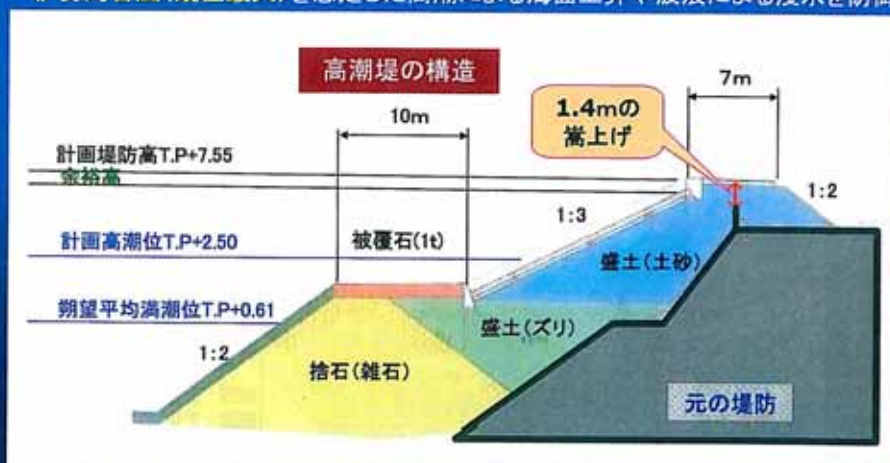 高潮堤の構造
7m
10m
1.4mの
嵩上げ
計画堤防高T.P+7.55
余裕高
1:2
1:3
計画高潮位T.P+2.50
被覆石(1t)
盛土(土砂)
朔望平均満潮位T.P+0.61
盛土(ズリ)
1:2
捨石(雑石)
元の堤防